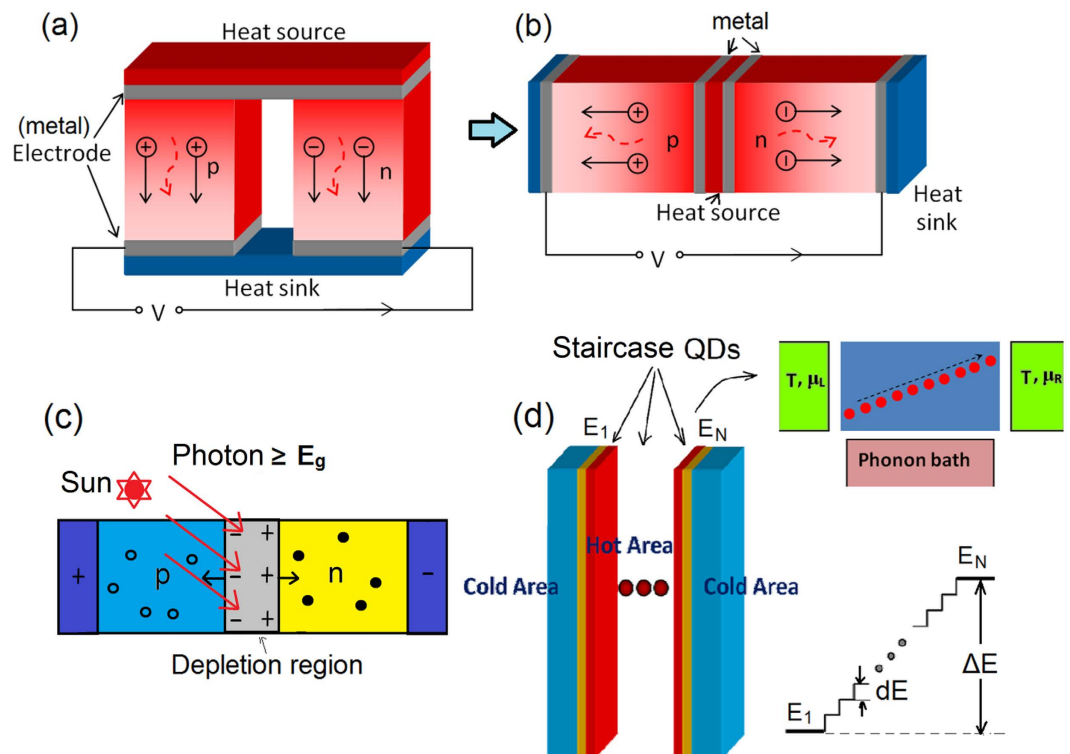 (a)
Heat source
(metal)
Electrode
+ + p
− − n
Heat sink
V
(b)
metal
+ p n −
+ −
Heat source
Heat
sink
V
(c)
Photon ≥ Eg
Sun
+ p − + n −
− +
− +
Depletion region
(d)
Staircase QDs
E1 EN
T, μL T, μR
Phonon bath
Hot Area
Cold Area Cold Area
EN
ΔE
dE
E1